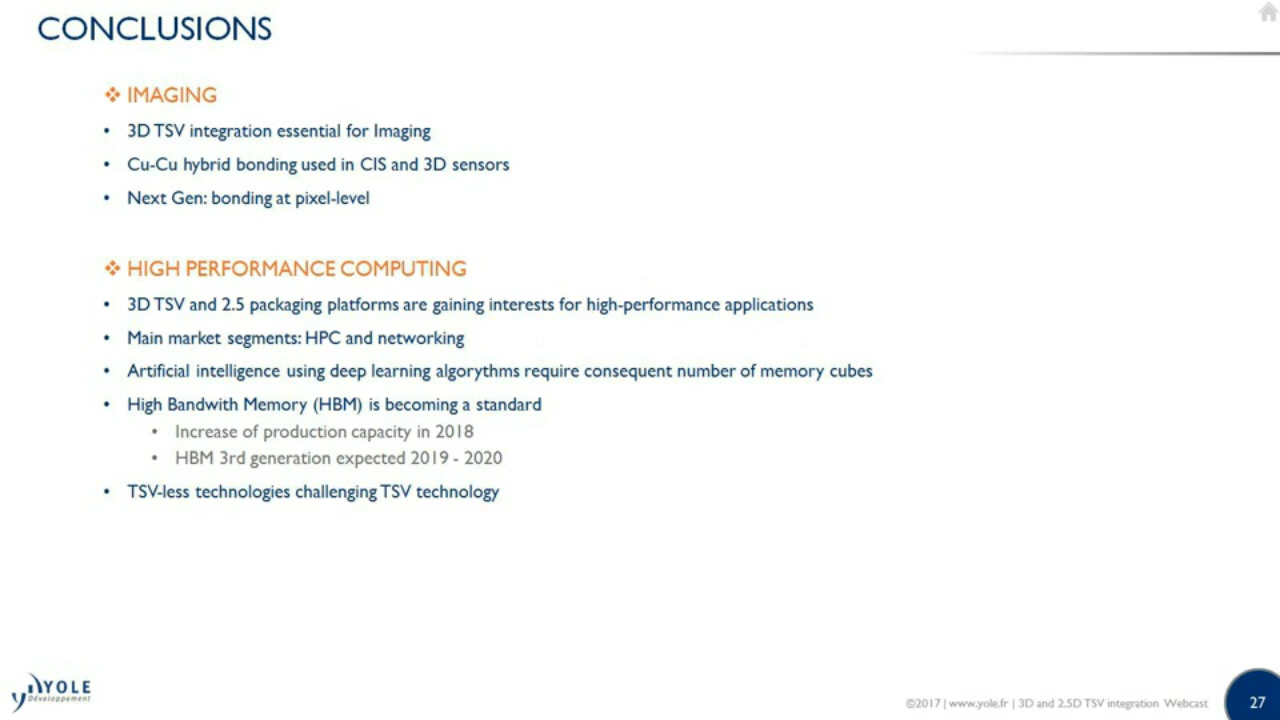 CONCLUSIONS
❖ IMAGING
• 3D TSV integration essential for Imaging
• Cu-Cu hybrid bonding used in CIS and 3D sensors
• Next Gen: bonding at pixel-level
❖ HIGH PERFORMANCE COMPUTING
• 3D TSV and 2.5 packaging platforms are gaining interests for high-performance applications
• Main market segments: HPC and networking
• Artificial intelligence using deep learning algorythms require consequent number of memory cubes
• High Bandwith Memory (HBM) is becoming a standard
• Increase of production capacity in 2018
• HBM 3rd generation expected 2019 - 2020
• TSV-less technologies challenging TSV technology
YOLE
Développement
©2017 | www.yole.fr | 3D and 2.5D TSV integration Webcast
27